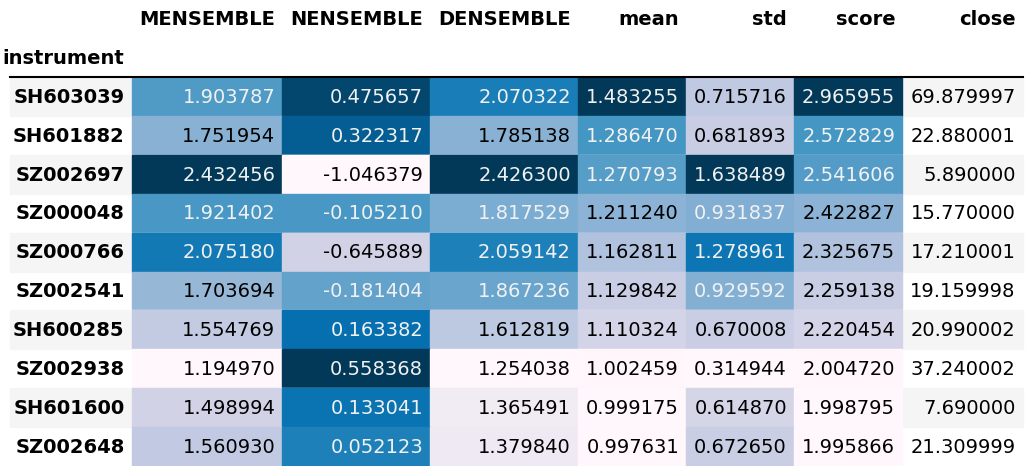 MENSEMBLE NENSEMBLE DENSEMBLE mean std score close
instrument
SH603039 1.903787 0.475657 2.070322 1.483255 0.715716 2.965955 69.879997
SH601882 1.751954 0.322317 1.785138 1.286470 0.681893 2.572829 22.880001
SZ002697 2.432456 -1.046379 2.426300 1.270793 1.638489 2.541606 5.890000
SZ000048 1.921402 -0.105210 1.817529 1.211240 0.931837 2.422827 15.770000
SZ000766 2.075180 -0.645889 2.059142 1.162811 1.278961 2.325675 17.210001
SZ002541 1.703694 -0.181404 1.867236 1.129842 0.929592 2.259138 19.159998
SH600285 1.554769 0.163382 1.612819 1.110324 0.670008 2.220454 20.990002
SZ002938 1.194970 0.558368 1.254038 1.002459 0.314944 2.004720 37.240002
SH601600 1.498994 0.133041 1.365491 0.999175 0.614870 1.998795 7.690000
SZ002648 1.560930 0.052123 1.379840 0.997631 0.672650 1.995866 21.309999